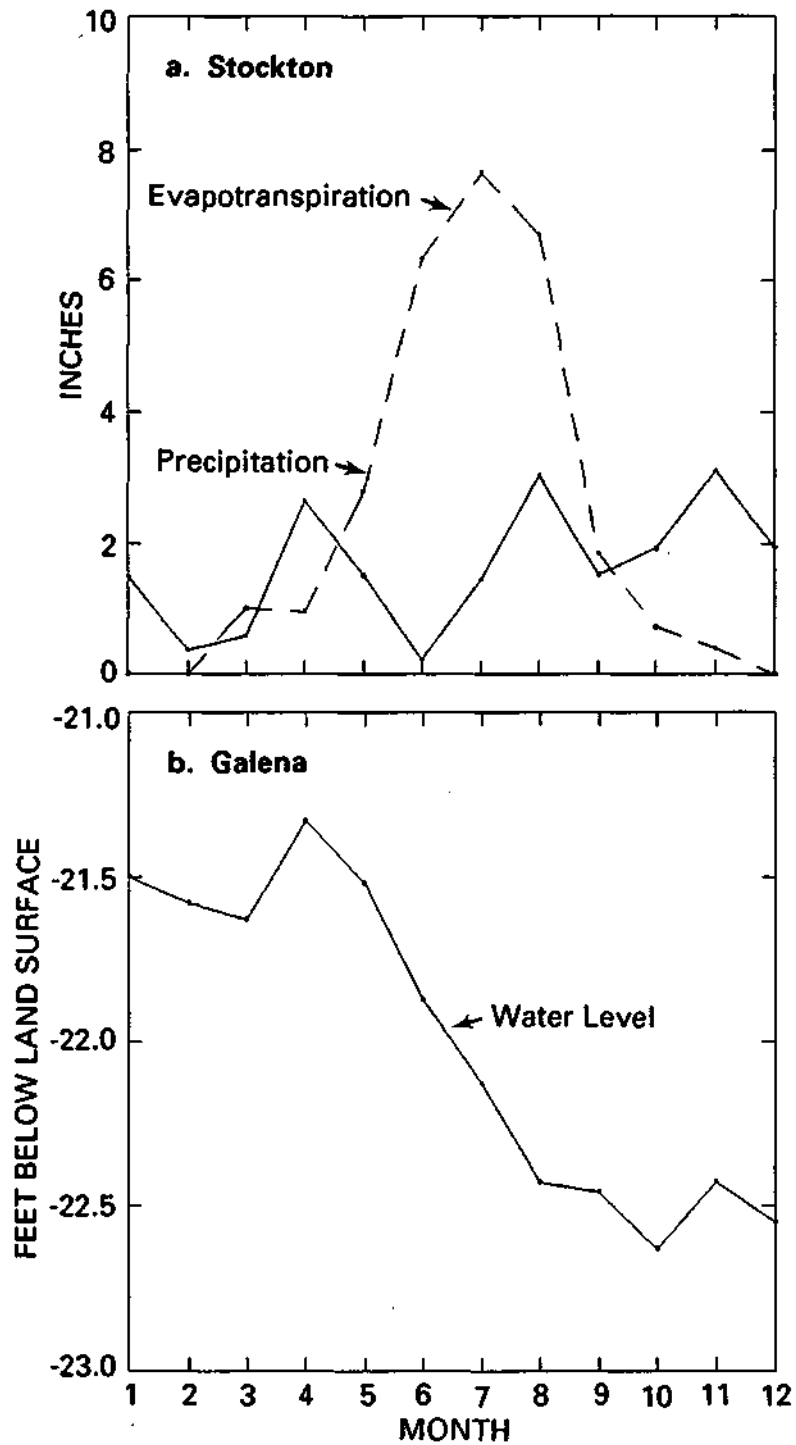 10
a. Stockton
8
Evapotranspiration
6
INCHES
4
Precipitation
2
0
-21.0
b. Galena
-21.5
FEET BELOW LAND SURFACE
Water Level
-22.0
-22.5
-23.0
1 2 3 4 5 6 7 8 9 10 11 12
MONTH